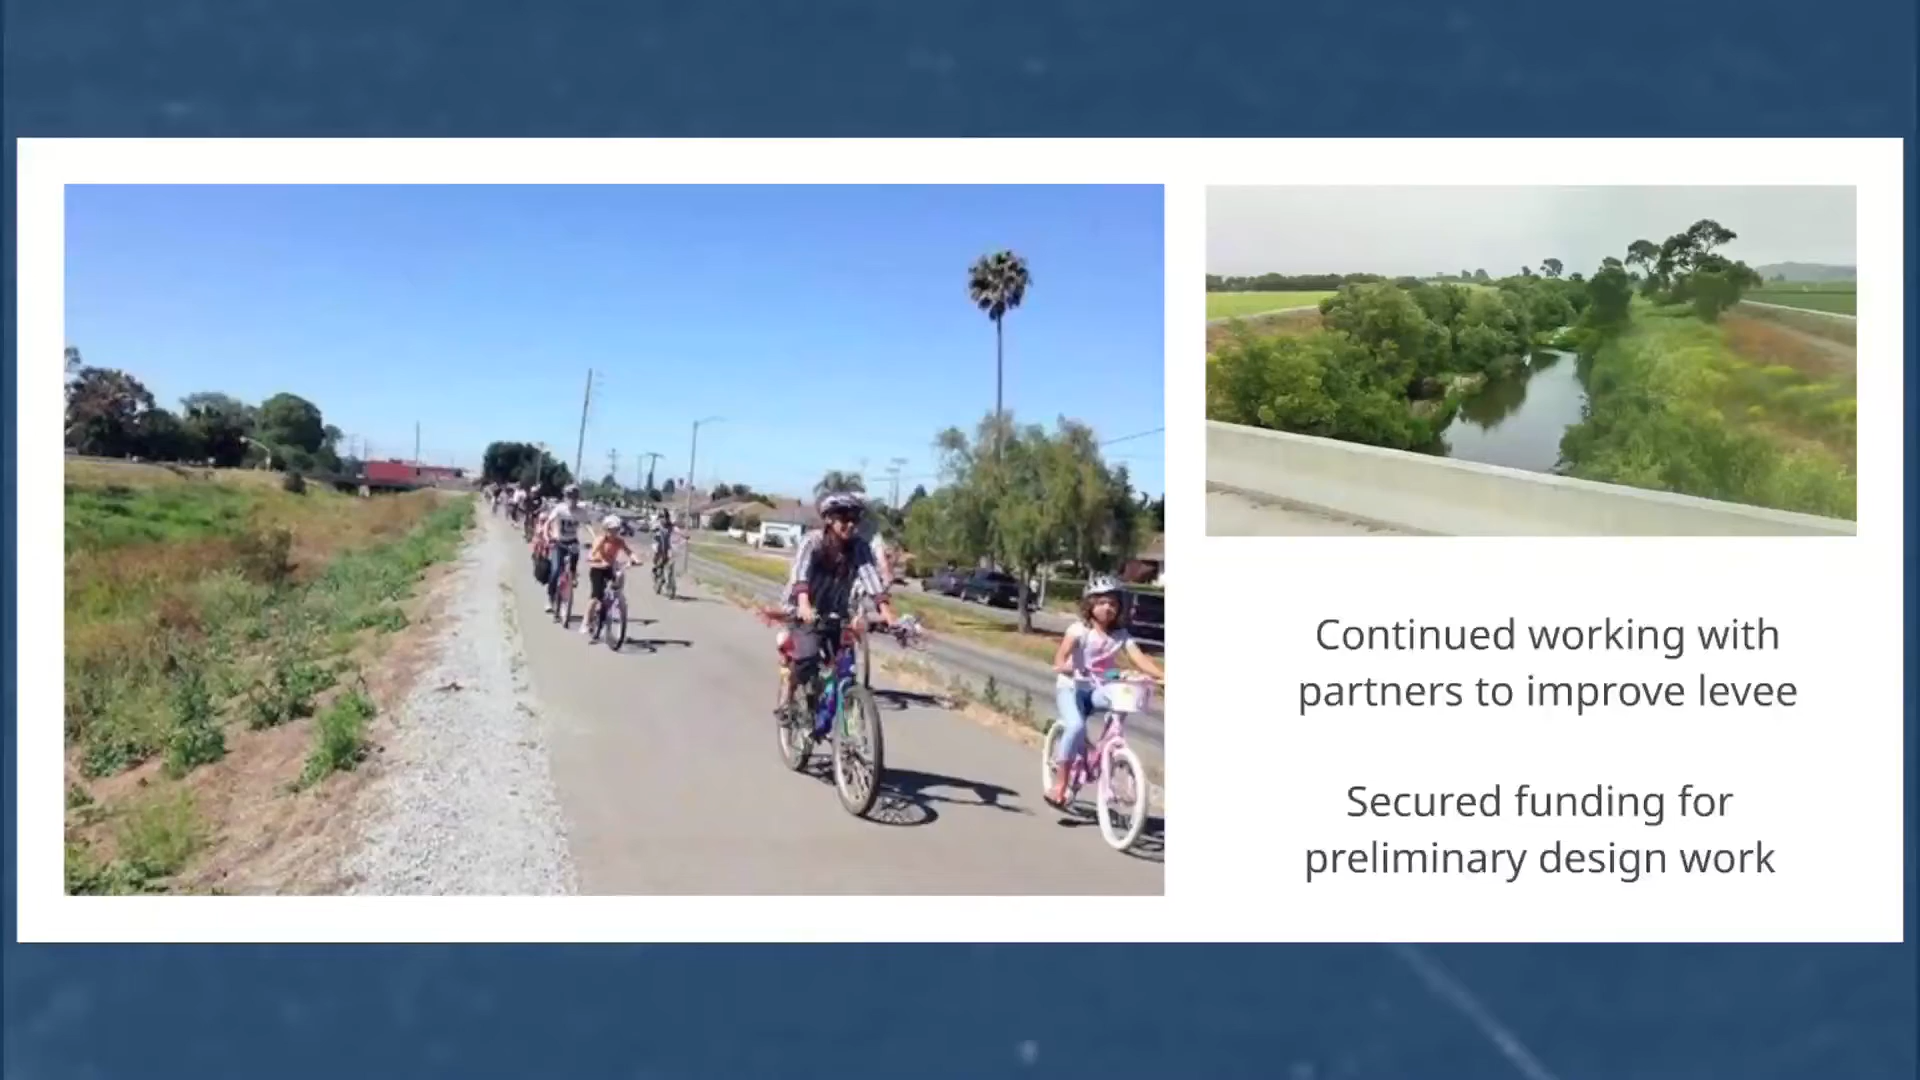 Continued working with
partners to improve levee
Secured funding for
preliminary design work